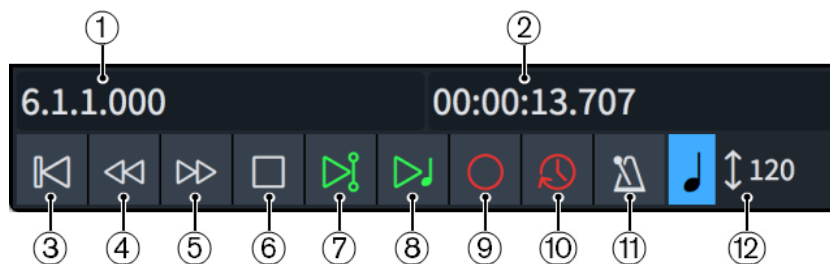 ① ②
6.1.1.000 00:00:13.707
120
③ ④ ⑤ ⑥ ⑦ ⑧ ⑨ ⑩ ⑪ ⑫